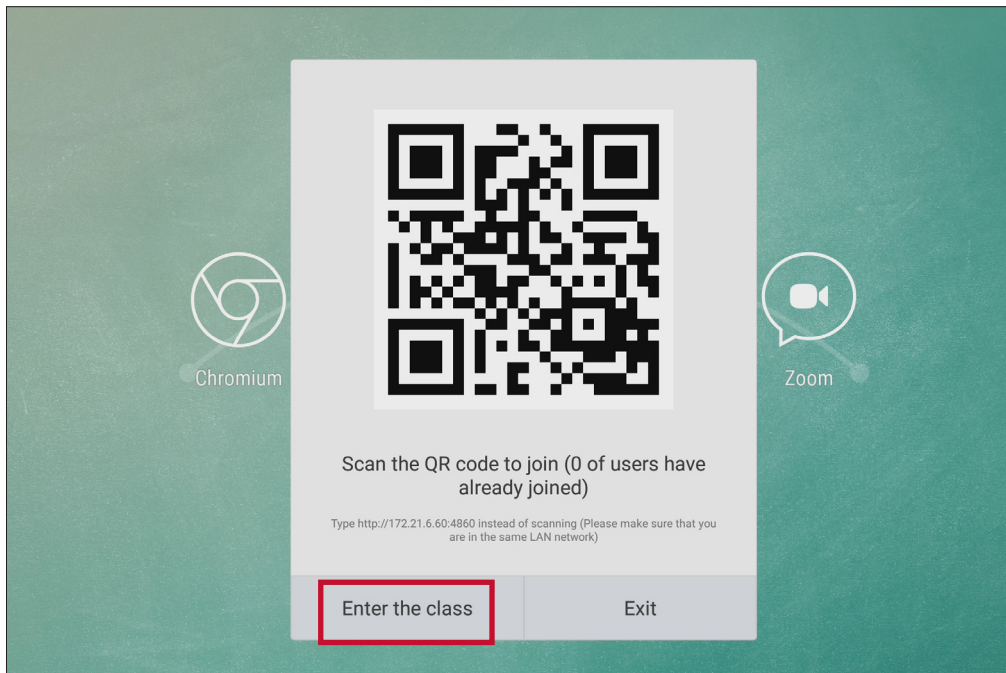 Chromium
Zoom
Scan the QR code to join (0 of users have
already joined)
Type http://172.21.6.60:4860 instead of scanning (Please make sure that you
are in the same LAN network)
Enter the class
Exit